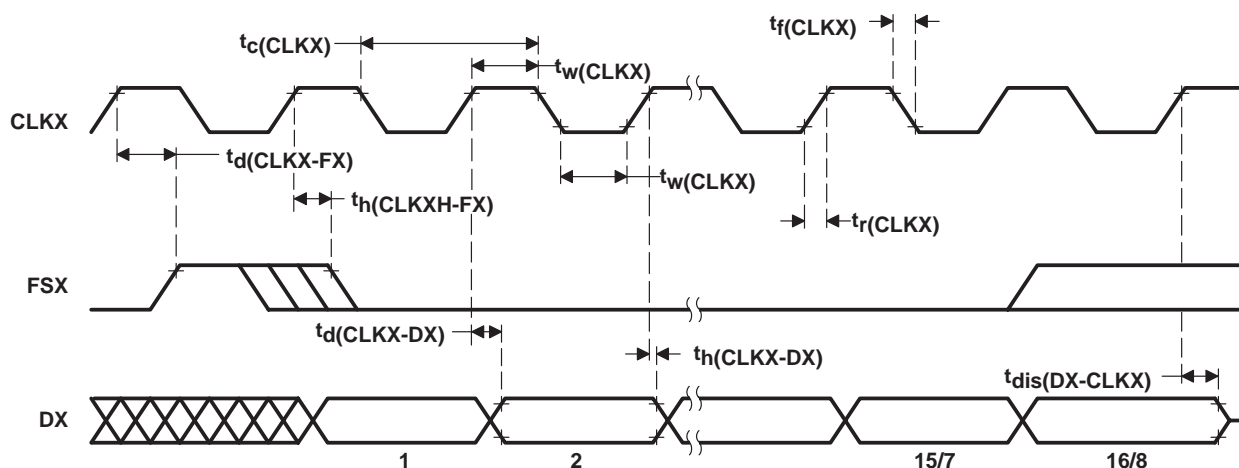 tf(CLKX)
tc(CLKX)
tw(CLKX)
CLKX
td(CLKX-FX)
tw(CLKX)
th(CLKXH-FX)
tr(CLKX)
FSX
td(CLKX-DX)
th(CLKX-DX)
tdis(DX-CLKX)
DX
1 2 15/7 16/8